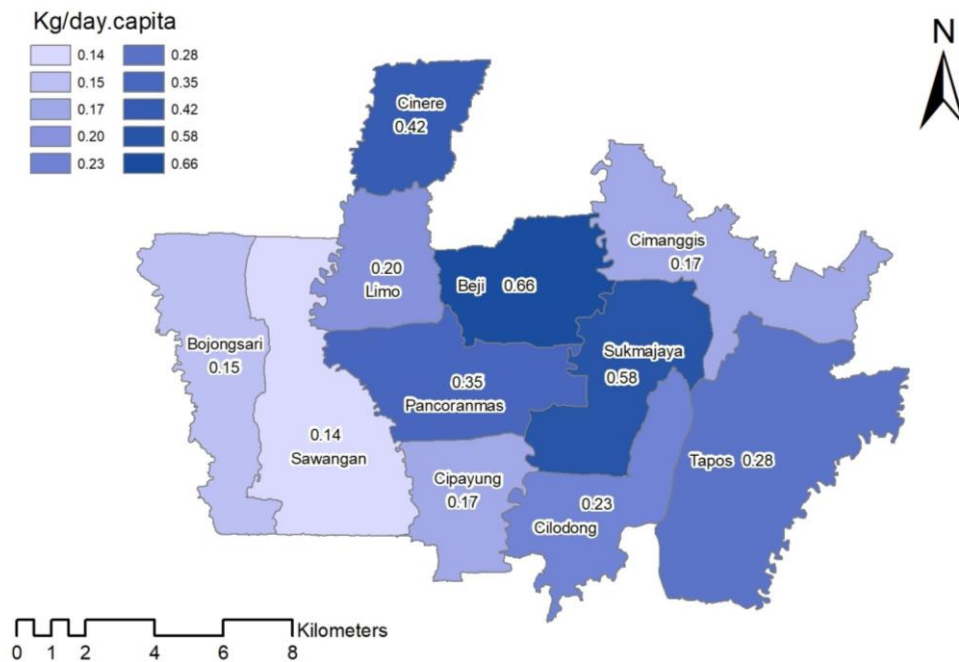 Kg/day.capita
0.14
0.15
0.17
0.20
0.23
0.28
0.35
0.42
0.58
0.66
N
Cinere
0.42
0.20
Limo
Beji 0.66
Cimanggis
0.17
Bojongsari
0.15
0.14
Sawangan
0.35
Pancoranmas
Sukmajaya
0.58
Cipayung
0.17
0.23
Cilodong
Tapos 0.28
Kilometers
0 1 2 4 6 8